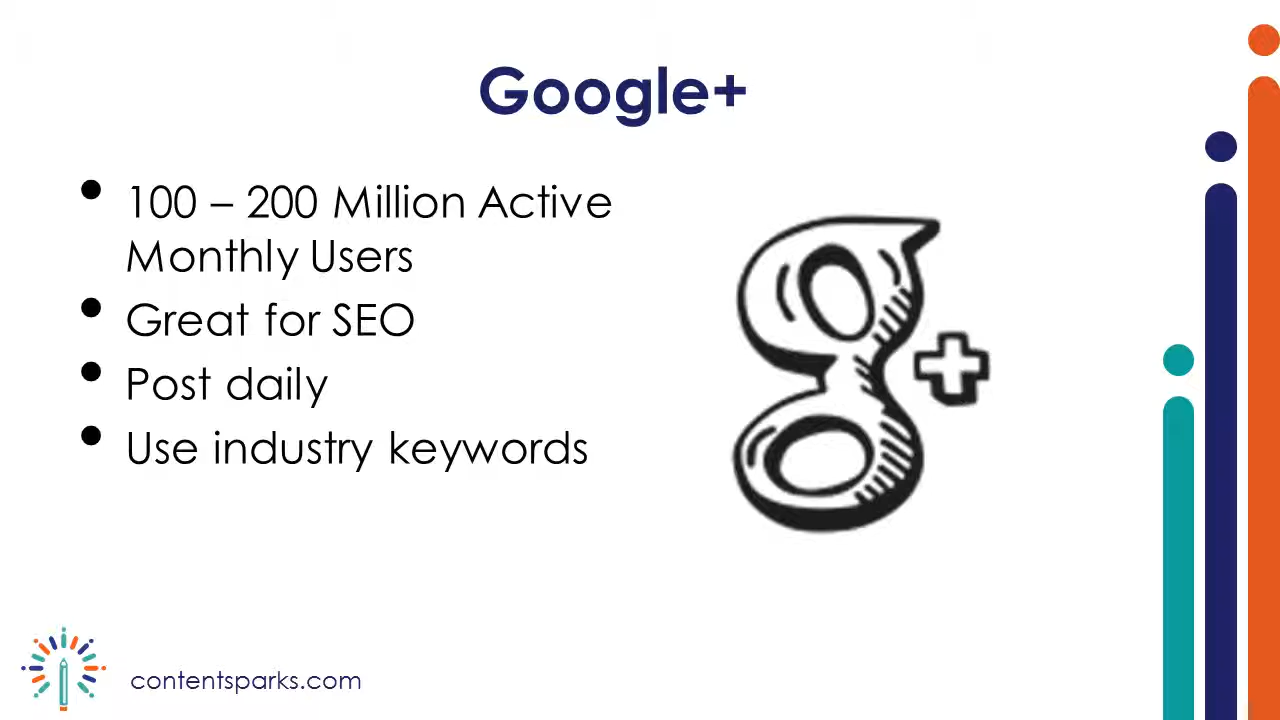 Google+
• 100 – 200 Million Active
Monthly Users
• Great for SEO
• Post daily
• Use industry keywords
g+
contentsparks.com